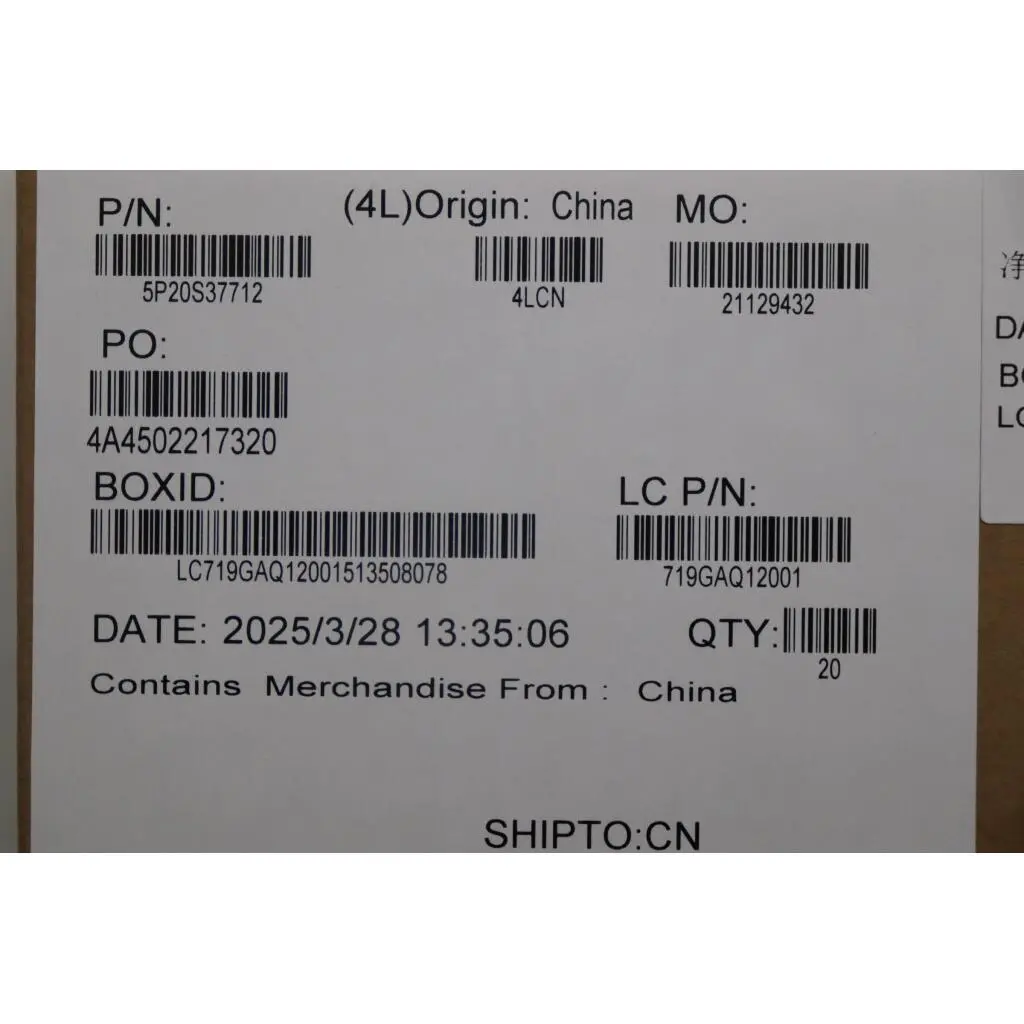 P/N: (4L)Origin: China MO:
5P20S37712 4LCN 21129432
PO:
4A4502217320
BOXID: LC P/N:
LC719GAQ12001513508078 719GAQ12001
DATE: 2025/3/28 13:35:06 QTY:
20
Contains Merchandise From : China
SHIPTO:CN
净